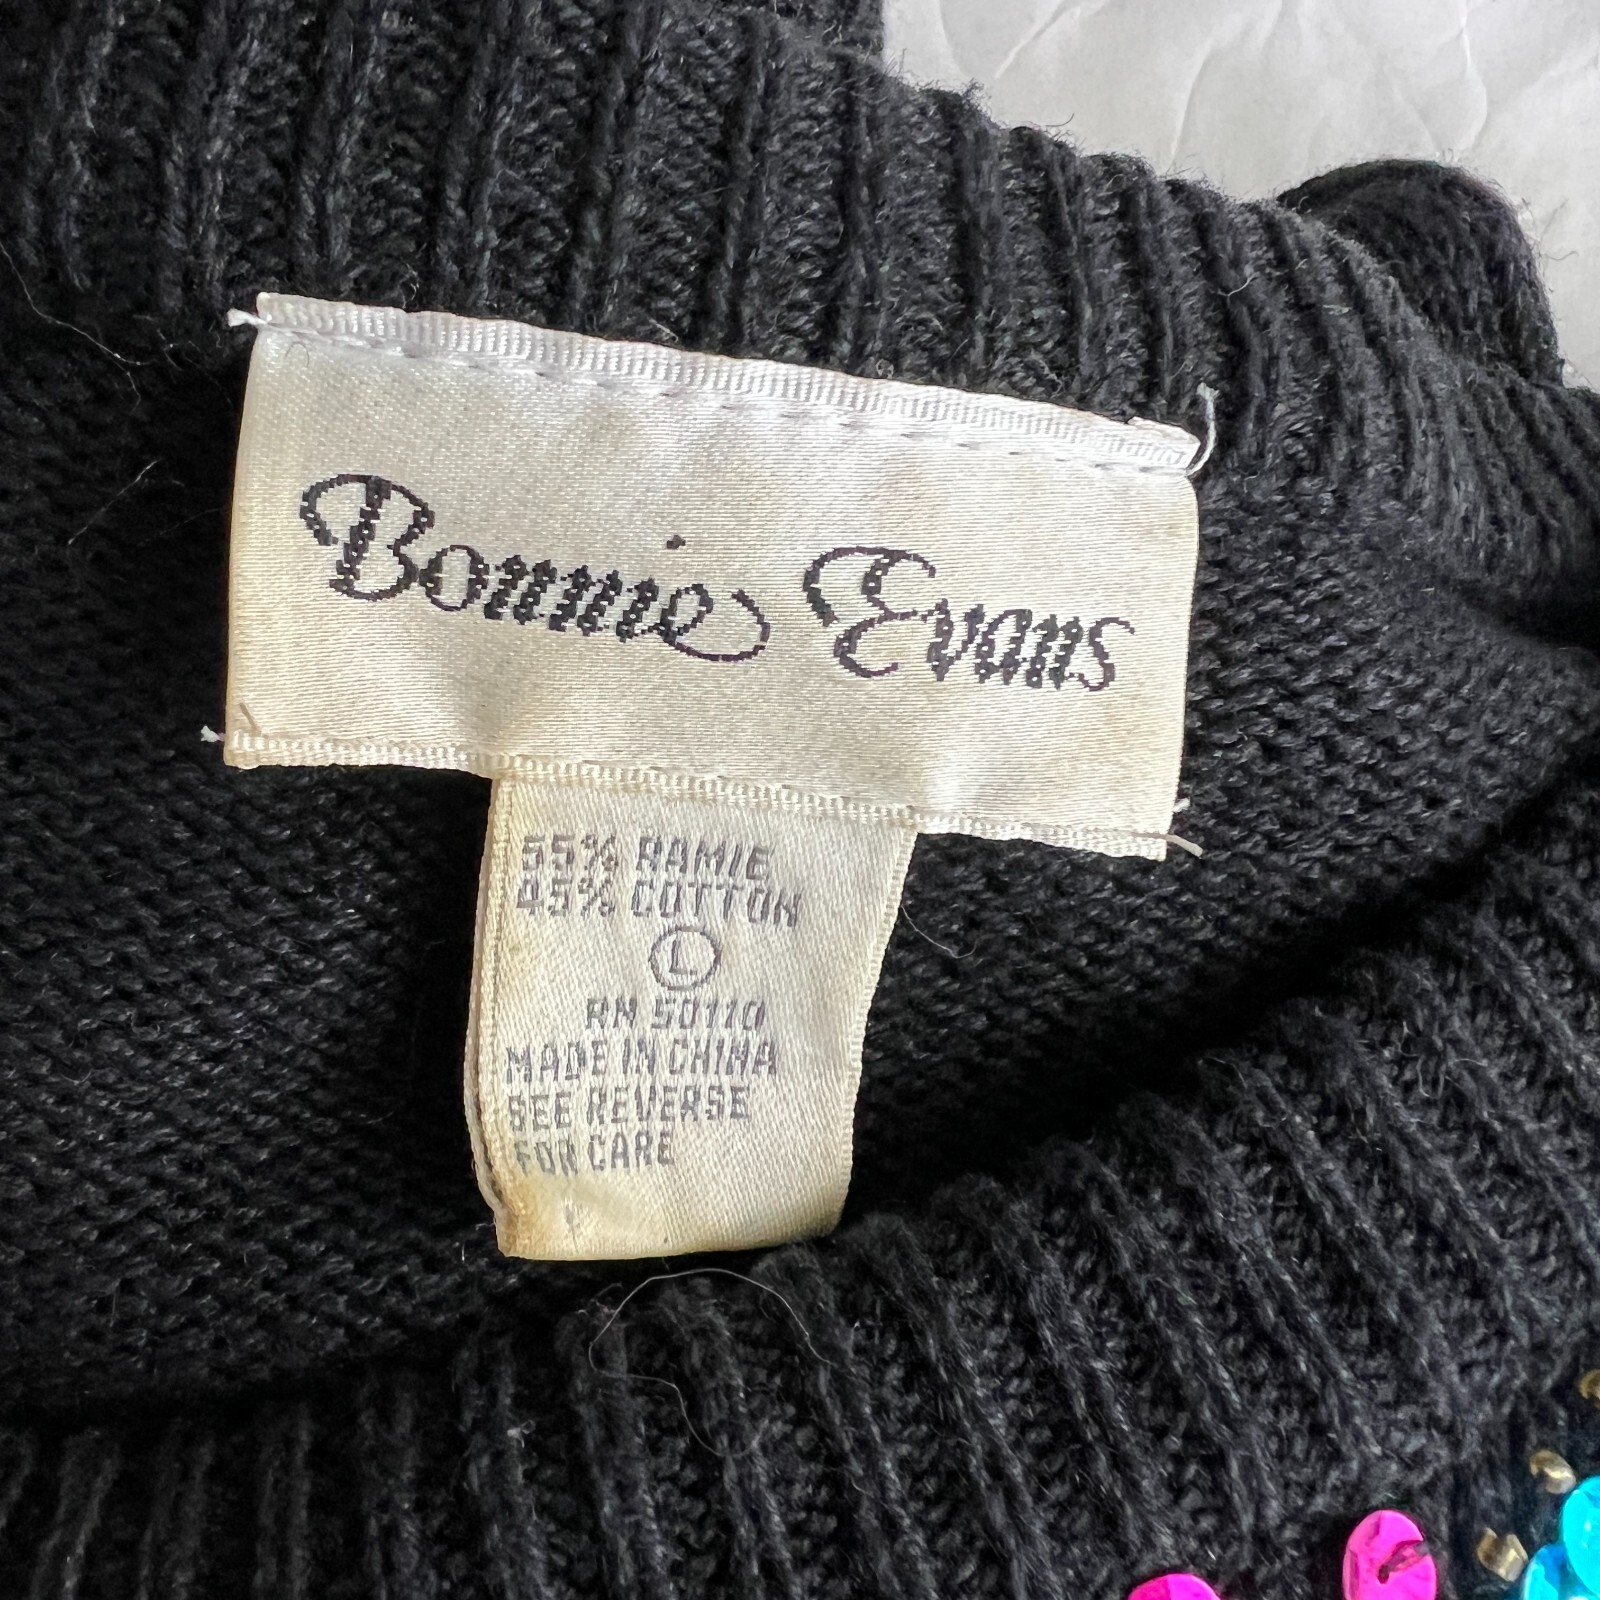 Bonnie Evans
55% RAMIE
45% COTTON
L
RN 50110
MADE IN CHINA
SEE REVERSE
FOR CARE